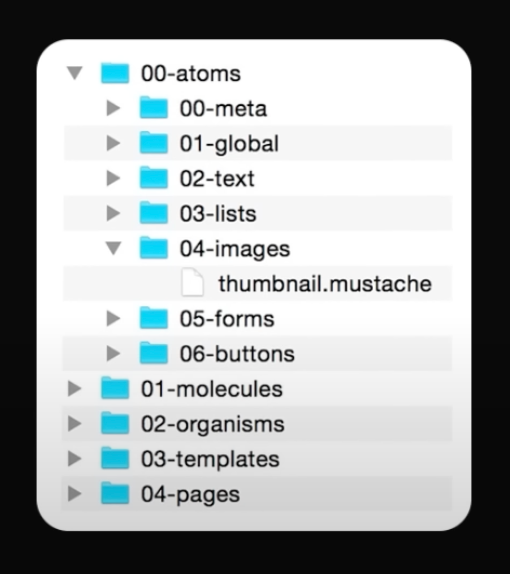 00-atoms
00-meta
01-global
02-text
03-lists
04-images
thumbnail.mustache
05-forms
06-buttons
01-molecules
02-organisms
03-templates
04-pages